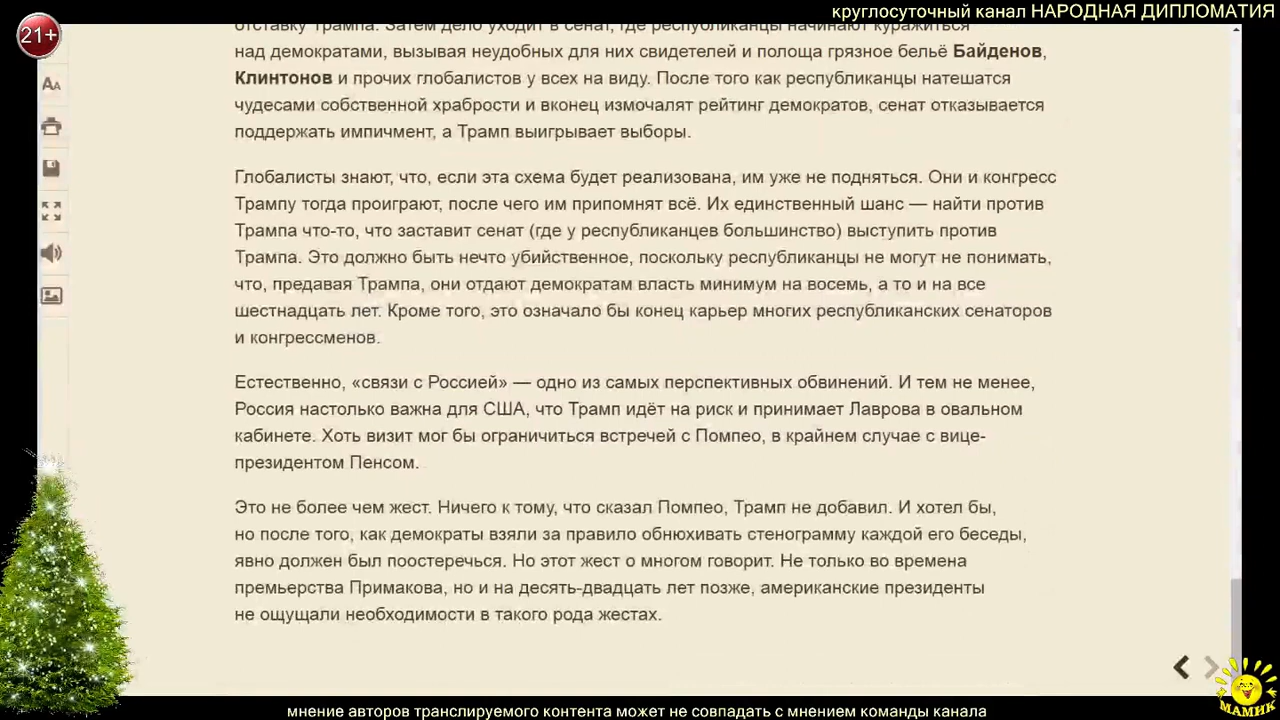 круглосуточный канал НАРОДНАЯ ДИПЛОМАТИЯ
21+
отставку Трампа. Затем дело уходит в сенат, где республиканцы начинают куражиться
над демократами, вызывая неудобных для них свидетелей и полоща грязное бельё Байденов,
Клинтонов и прочих глобалистов у всех на виду. После того как республиканцы натешатся
чудесами собственной храбрости и вконец измочалят рейтинг демократов, сенат отказывается
поддержать импичмент, а Трамп выигрывает выборы.
Глобалисты знают, что, если эта схема будет реализована, им уже не подняться. Они и конгресс
Трампу тогда проиграют, после чего им припомнят всё. Их единственный шанс — найти против
Трампа что-то, что заставит сенат (где у республиканцев большинство) выступить против
Трампа. Это должно быть нечто убийственное, поскольку республиканцы не могут не понимать,
что, предавая Трампа, они отдают демократам власть минимум на восемь, а то и на все
шестнадцать лет. Кроме того, это означало бы конец карьер многих республиканских сенаторов
и конгрессменов.
Естественно, «связи с Россией» — одно из самых перспективных обвинений. И тем не менее,
Россия настолько важна для США, что Трамп идёт на риск и принимает Лаврова в овальном
кабинете. Хоть визит мог бы ограничиться встречей с Помпео, в крайнем случае с вице-
президентом Пенсом.
Это не более чем жест. Ничего к тому, что сказал Помпео, Трамп не добавил. И хотел бы,
но после того, как демократы взяли за правило обнюхивать стенограмму каждой его беседы,
явно должен был поостеречься. Но этот жест о многом говорит. Не только во времена
премьерства Примакова, но и на десять-двадцать лет позже, американские президенты
не ощущали необходимости в такого рода жестах.
МАМИК
мнение авторов транслируемого контента может не совпадать с мнением команды канала